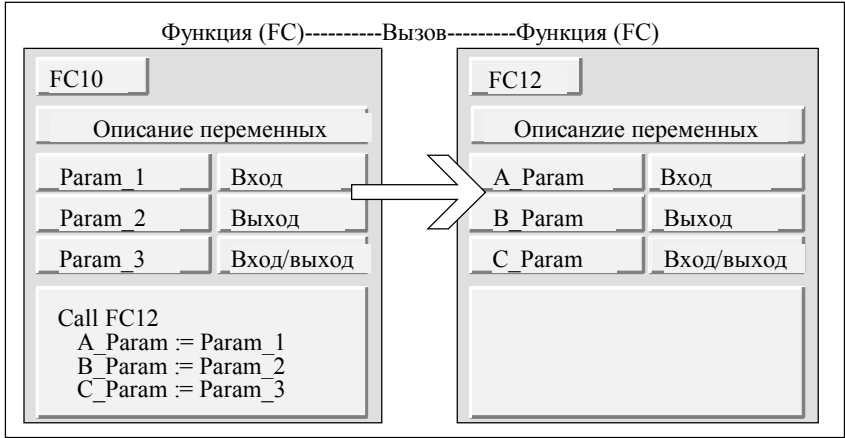 Функция (FC)----------Вызов---------Функция (FC)
FC10
Описание переменных
Param_1 Вход
Param_2 Выход
Param_3 Вход/выход
Call FC12
A_Param := Param_1
B_Param := Param_2
C_Param := Param_3
FC12
Описанzие переменных
A_Param Вход
B_Param Выход
C_Param Вход/выход